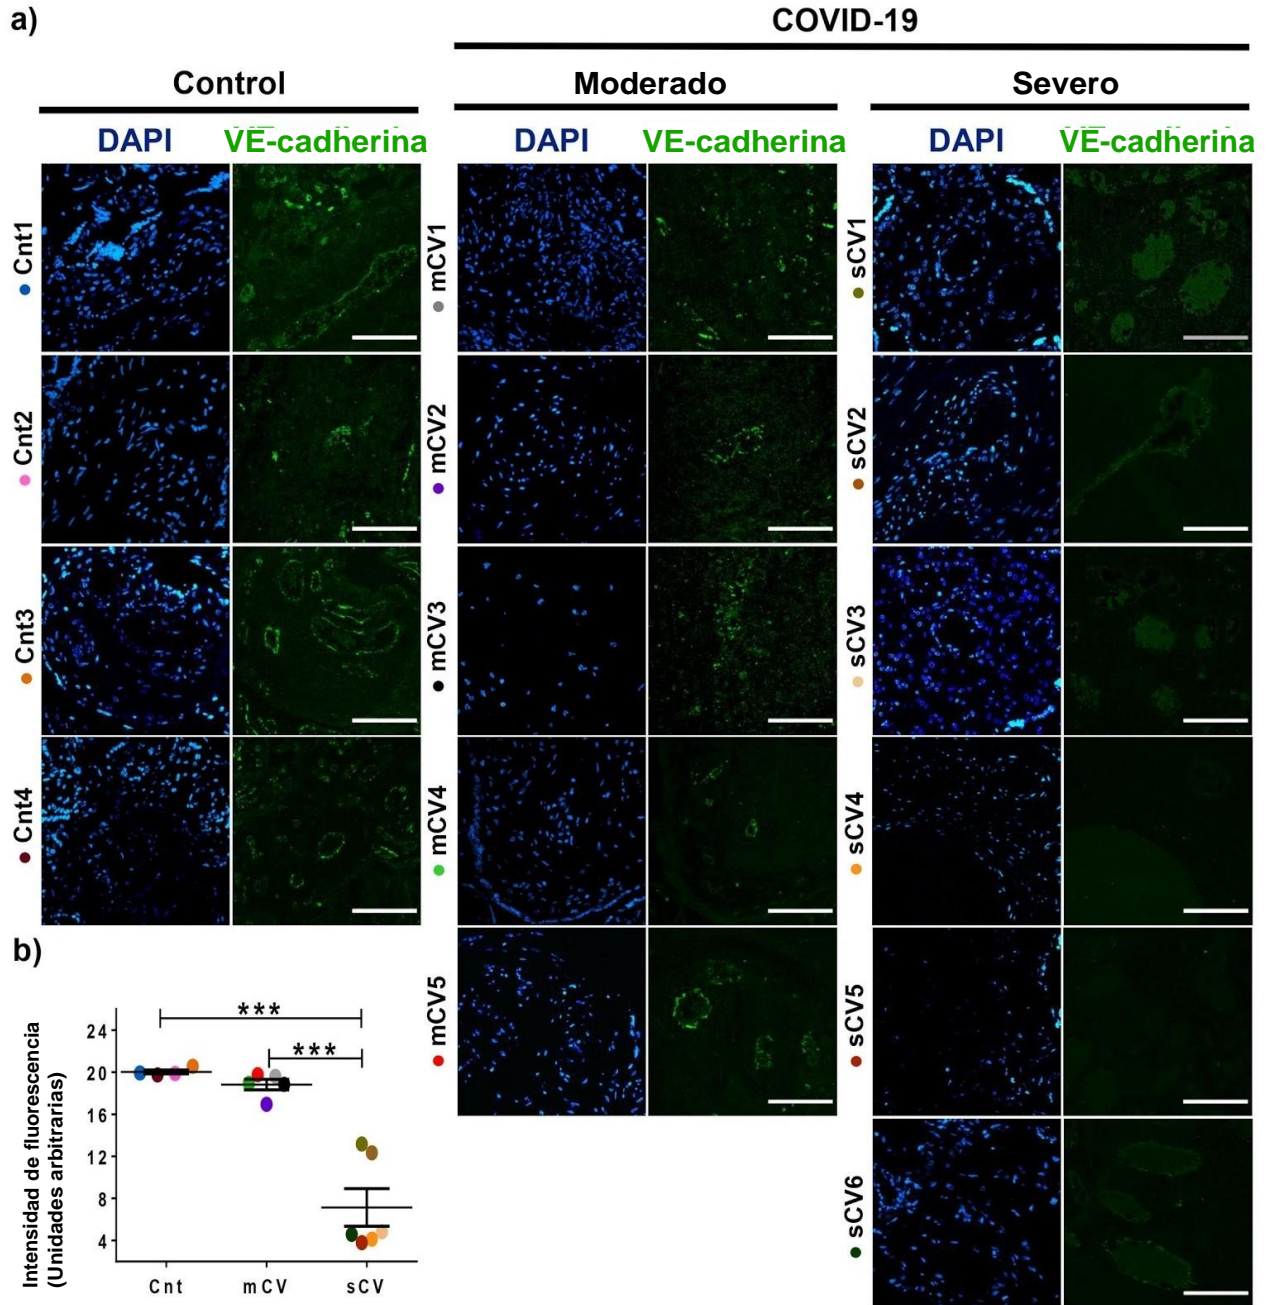 a)
COVID-19
Control
Moderado
Severo
DAPI
VE-cadherina
DAPI
VE-cadherina
DAPI
VE-cadherina
Cnt1
mCV1
sCV1
Cnt2
mCV2
sCV2
Cnt3
mCV3
sCV3
Cnt4
mCV4
sCV4
b)
mCV5
sCV5
sCV6
Intensidad de fluorescencia
(Unidades arbitrarias)
***
***
24
20
16
12
8
4
Cnt
mCV
sCV